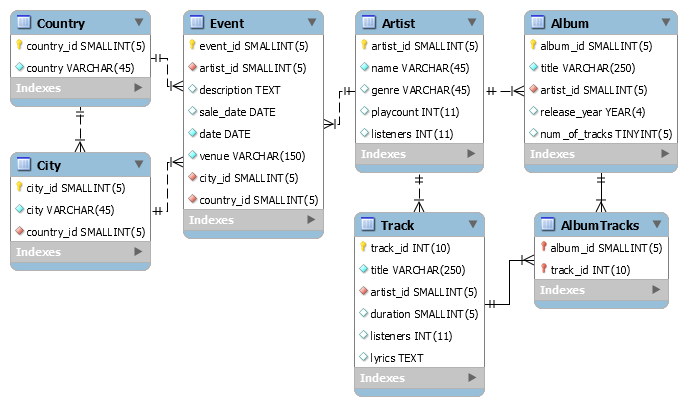 Country
country_id SMALLINT(5)
country VARCHAR(45)
Indexes
Event
event_id SMALLINT(5)
artist_id SMALLINT(5)
description TEXT
sale_date DATE
date DATE
venue VARCHAR(150)
city_id SMALLINT(5)
country_id SMALLINT(5)
Indexes
Artist
artist_id SMALLINT(5)
name VARCHAR(45)
genre VARCHAR(45)
playcount INT(11)
listeners INT(11)
Indexes
Album
album_id SMALLINT(5)
title VARCHAR(250)
artist_id SMALLINT(5)
release_year YEAR(4)
num_of_tracks TINYINT(5)
Indexes
City
city_id SMALLINT(5)
city VARCHAR(45)
country_id SMALLINT(5)
Indexes
Track
track_id INT(10)
title VARCHAR(250)
artist_id SMALLINT(5)
duration SMALLINT(5)
listeners INT(11)
lyrics TEXT
Indexes
AlbumTracks
album_id SMALLINT(5)
track_id INT(10)
Indexes